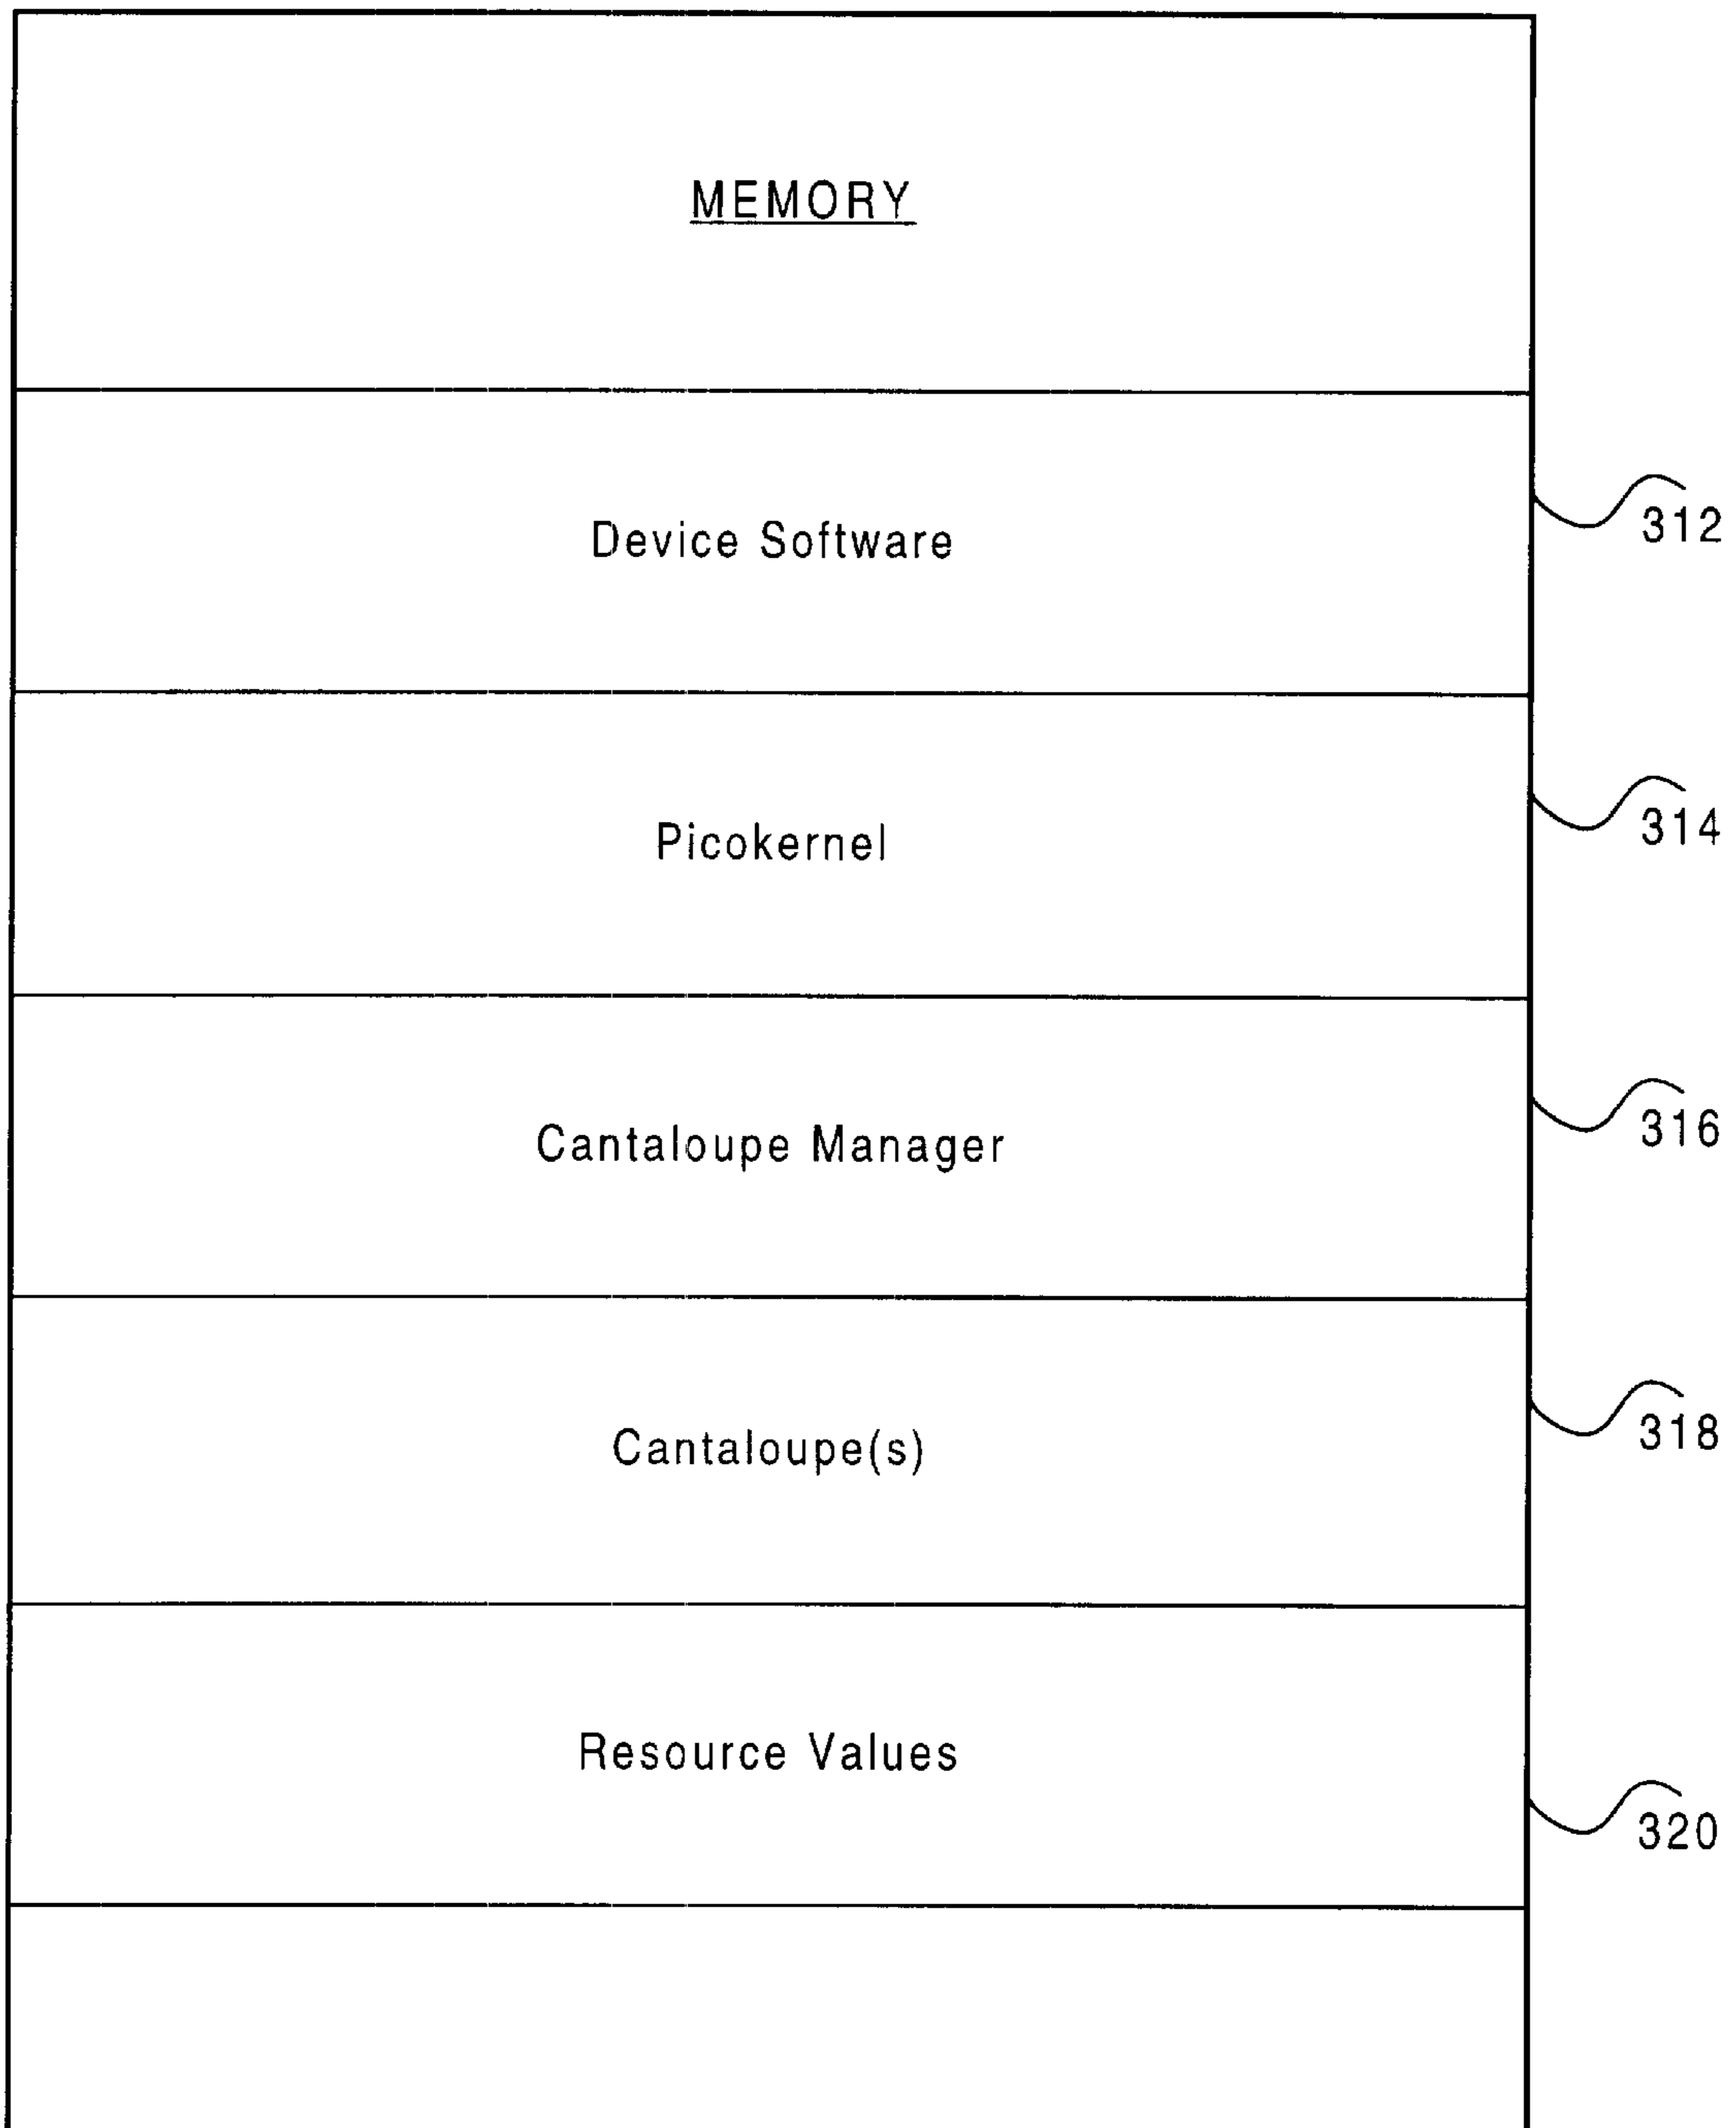 MEMORY
Device Software
312
Picokernel
314
Cantaloupe Manager
316
Cantaloupe(s)
318
Resource Values
320